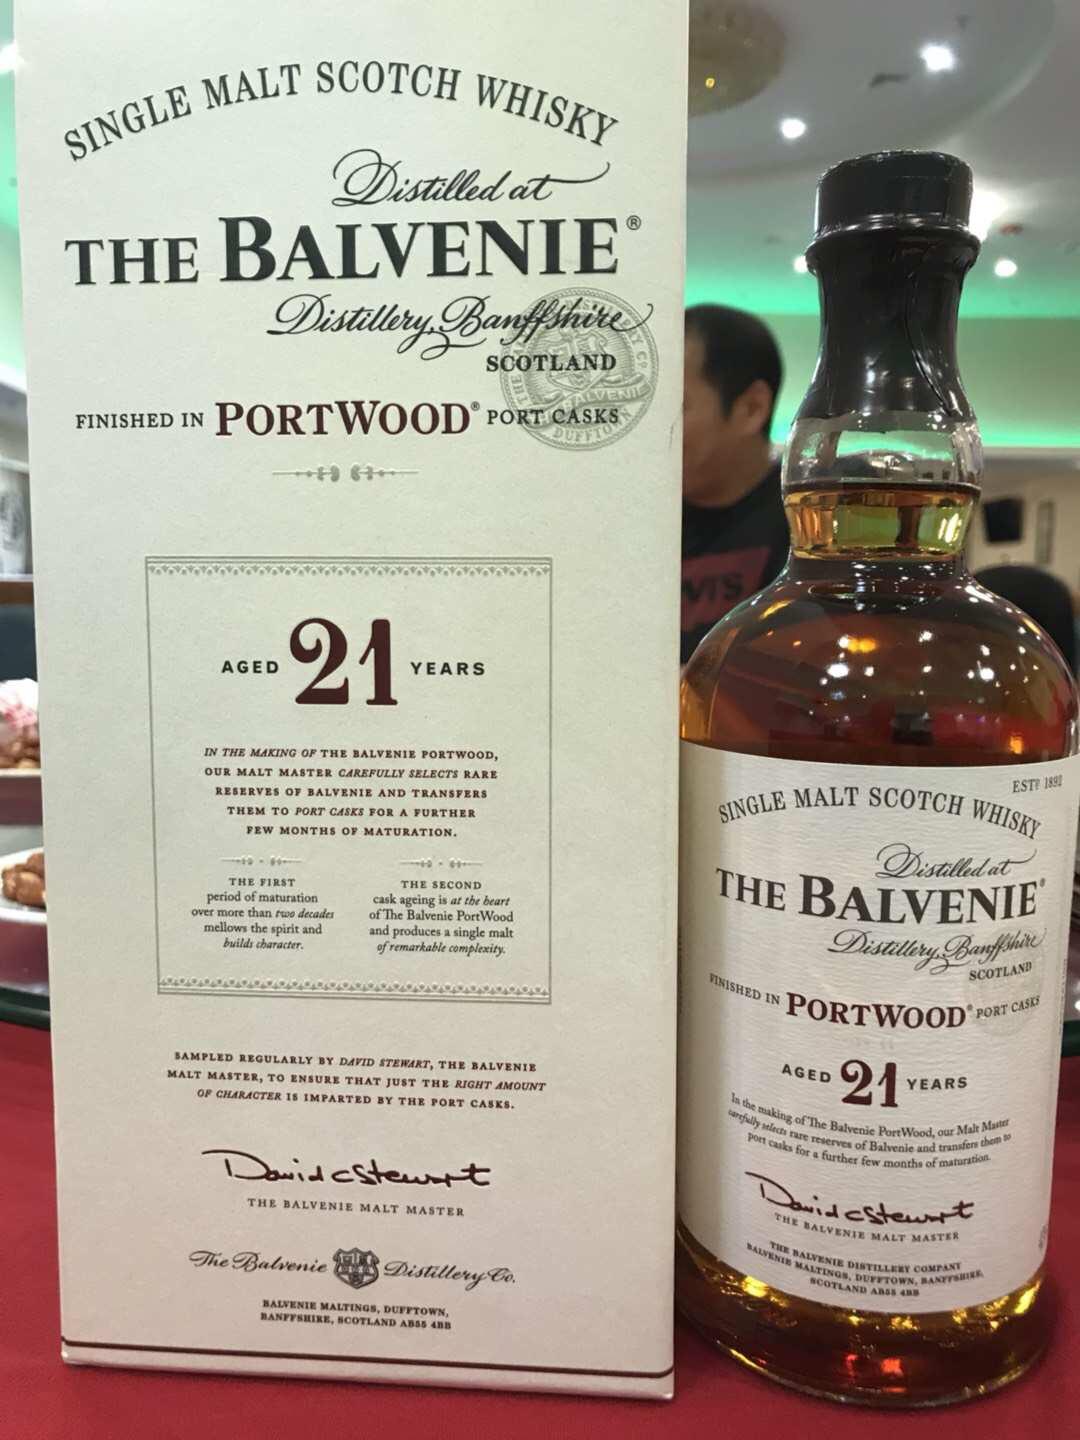 SINGLE MALT SCOTCH WHISKY
Distilled at
THE BALVENIE®
Distillery, Banffshire
SCOTLAND
FINISHED IN PORTWOOD® PORT CASKS
AGED 21 YEARS
IN THE MAKING OF THE BALVENIE PORTWOOD,
OUR MALT MASTER CAREFULLY SELECTS RARE
RESERVES OF BALVENIE AND TRANSFERS
THEM TO PORT CASKS FOR A FURTHER
FEW MONTHS OF MATURATION.
THE FIRST
period of maturation
over more than two decades
mellows the spirit and
builds character.
THE SECOND
cask ageing is at the heart
of The Balvenie PortWood
and produces a single malt
of remarkable complexity.
SAMPLED REGULARLY BY DAVID STEWART, THE BALVENIE
MALT MASTER, TO ENSURE THAT JUST THE RIGHT AMOUNT
OF CHARACTER IS IMPARTED BY THE PORT CASKS.
David C Stewart
THE BALVENIE MALT MASTER
The Balvenie Distillery Co.
BALVENIE MALTINGS, DUFFTOWN,
BANFFSHIRE, SCOTLAND AB55 4BB
ESTD 1892
SINGLE MALT SCOTCH WHISKY
Distilled at
THE BALVENIE®
Distillery, Banffshire
SCOTLAND
FINISHED IN PORTWOOD® PORT CASKS
AGED 21 YEARS
In the making of The Balvenie PortWood, our Malt Master
carefully selects rare reserves of Balvenie and transfers them to
port casks for a further few months of maturation.
David C Stewart
THE BALVENIE MALT MASTER
THE BALVENIE DISTILLERY COMPANY
BALVENIE MALTINGS, DUFFTOWN, BANFFSHIRE,
SCOTLAND AB55 4BB